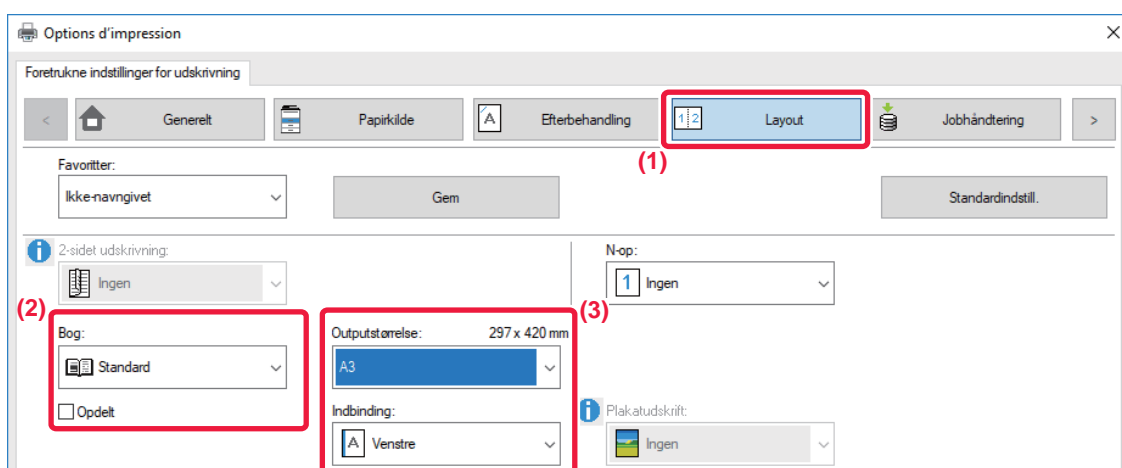 Options d'impression
Foretrukne indstillinger for udskrivning
< Generelt Papirkilde A Efterbehandling 1 2 Layout Jobhåndtering >
(1)
Favoritter:
Ikke-navngivet Gem Standardindstill.
2-sidet udskrivning: N-op:
Ingen 1 Ingen
(2) (3)
Bog: Outputstørrelse: 297 x 420 mm
Standard A3
Opdelt Indbinding: Plakatudskrift:
A Venstre Ingen